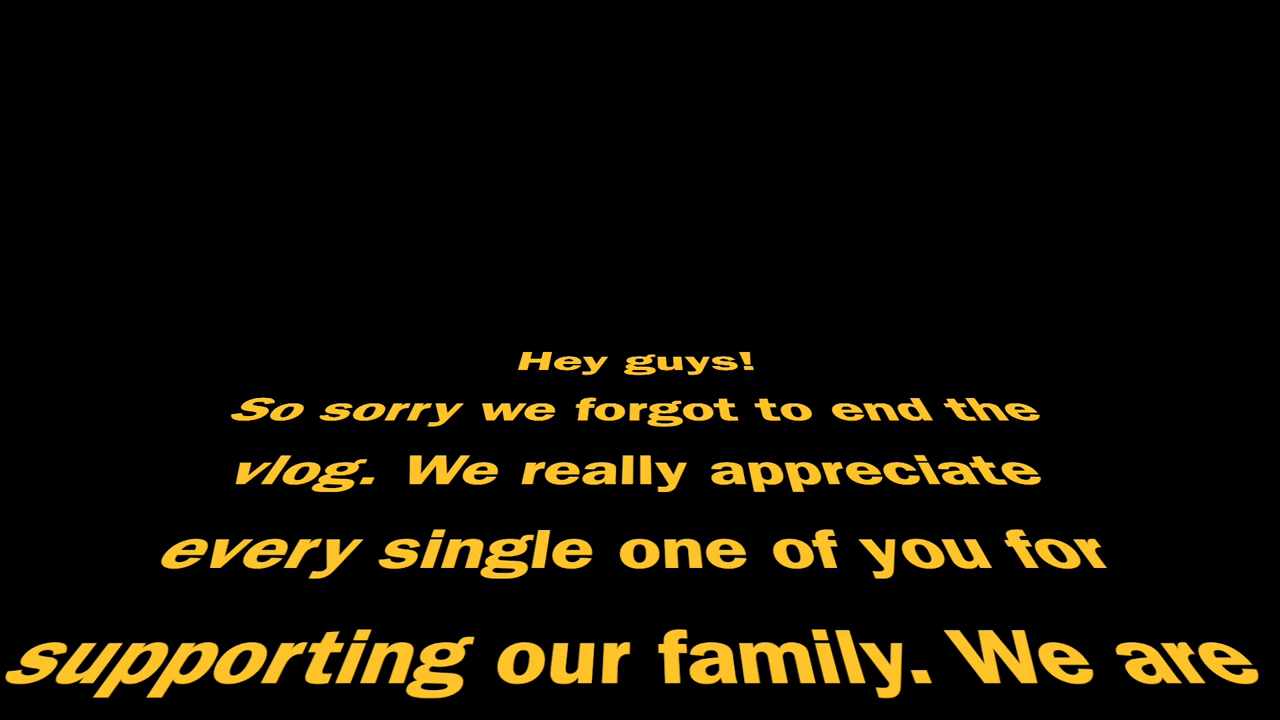 Hey guys!
So sorry we forgot to end the
vlog. We really appreciate
every single one of you for
supporting our family. We are